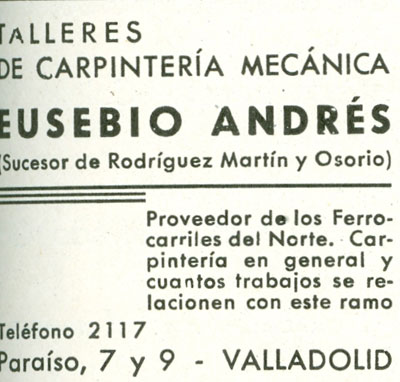 TALLERES
DE CARPINTERÍA MECÁNICA
EUSEBIO ANDRÉS
(Sucesor de Rodríguez Martín y Osorio)
Proveedor de los Ferro-
carriles del Norte. Car-
pintería en general y
cuantos trabajos se re-
lacionen con este ramo
Teléfono 2117
Paraíso, 7 y 9 - VALLADOLID